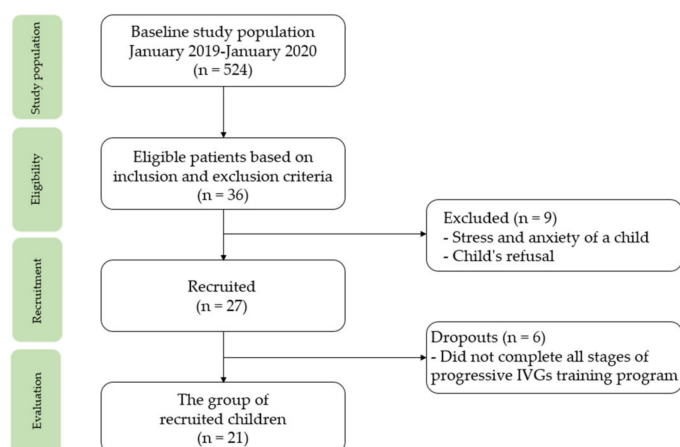 Study population
Baseline study population
January 2019-January 2020
(n = 524)
Eligibility
Eligible patients based on
inclusion and exclusion criteria
(n = 36)
Excluded (n = 9)
- Stress and anxiety of a child
- Child's refusal
Recruitment
Recruited
(n = 27)
Dropouts (n = 6)
- Did not complete all stages of
progressive IVGs training program
Evaluation
The group of
recruited children
(n = 21)